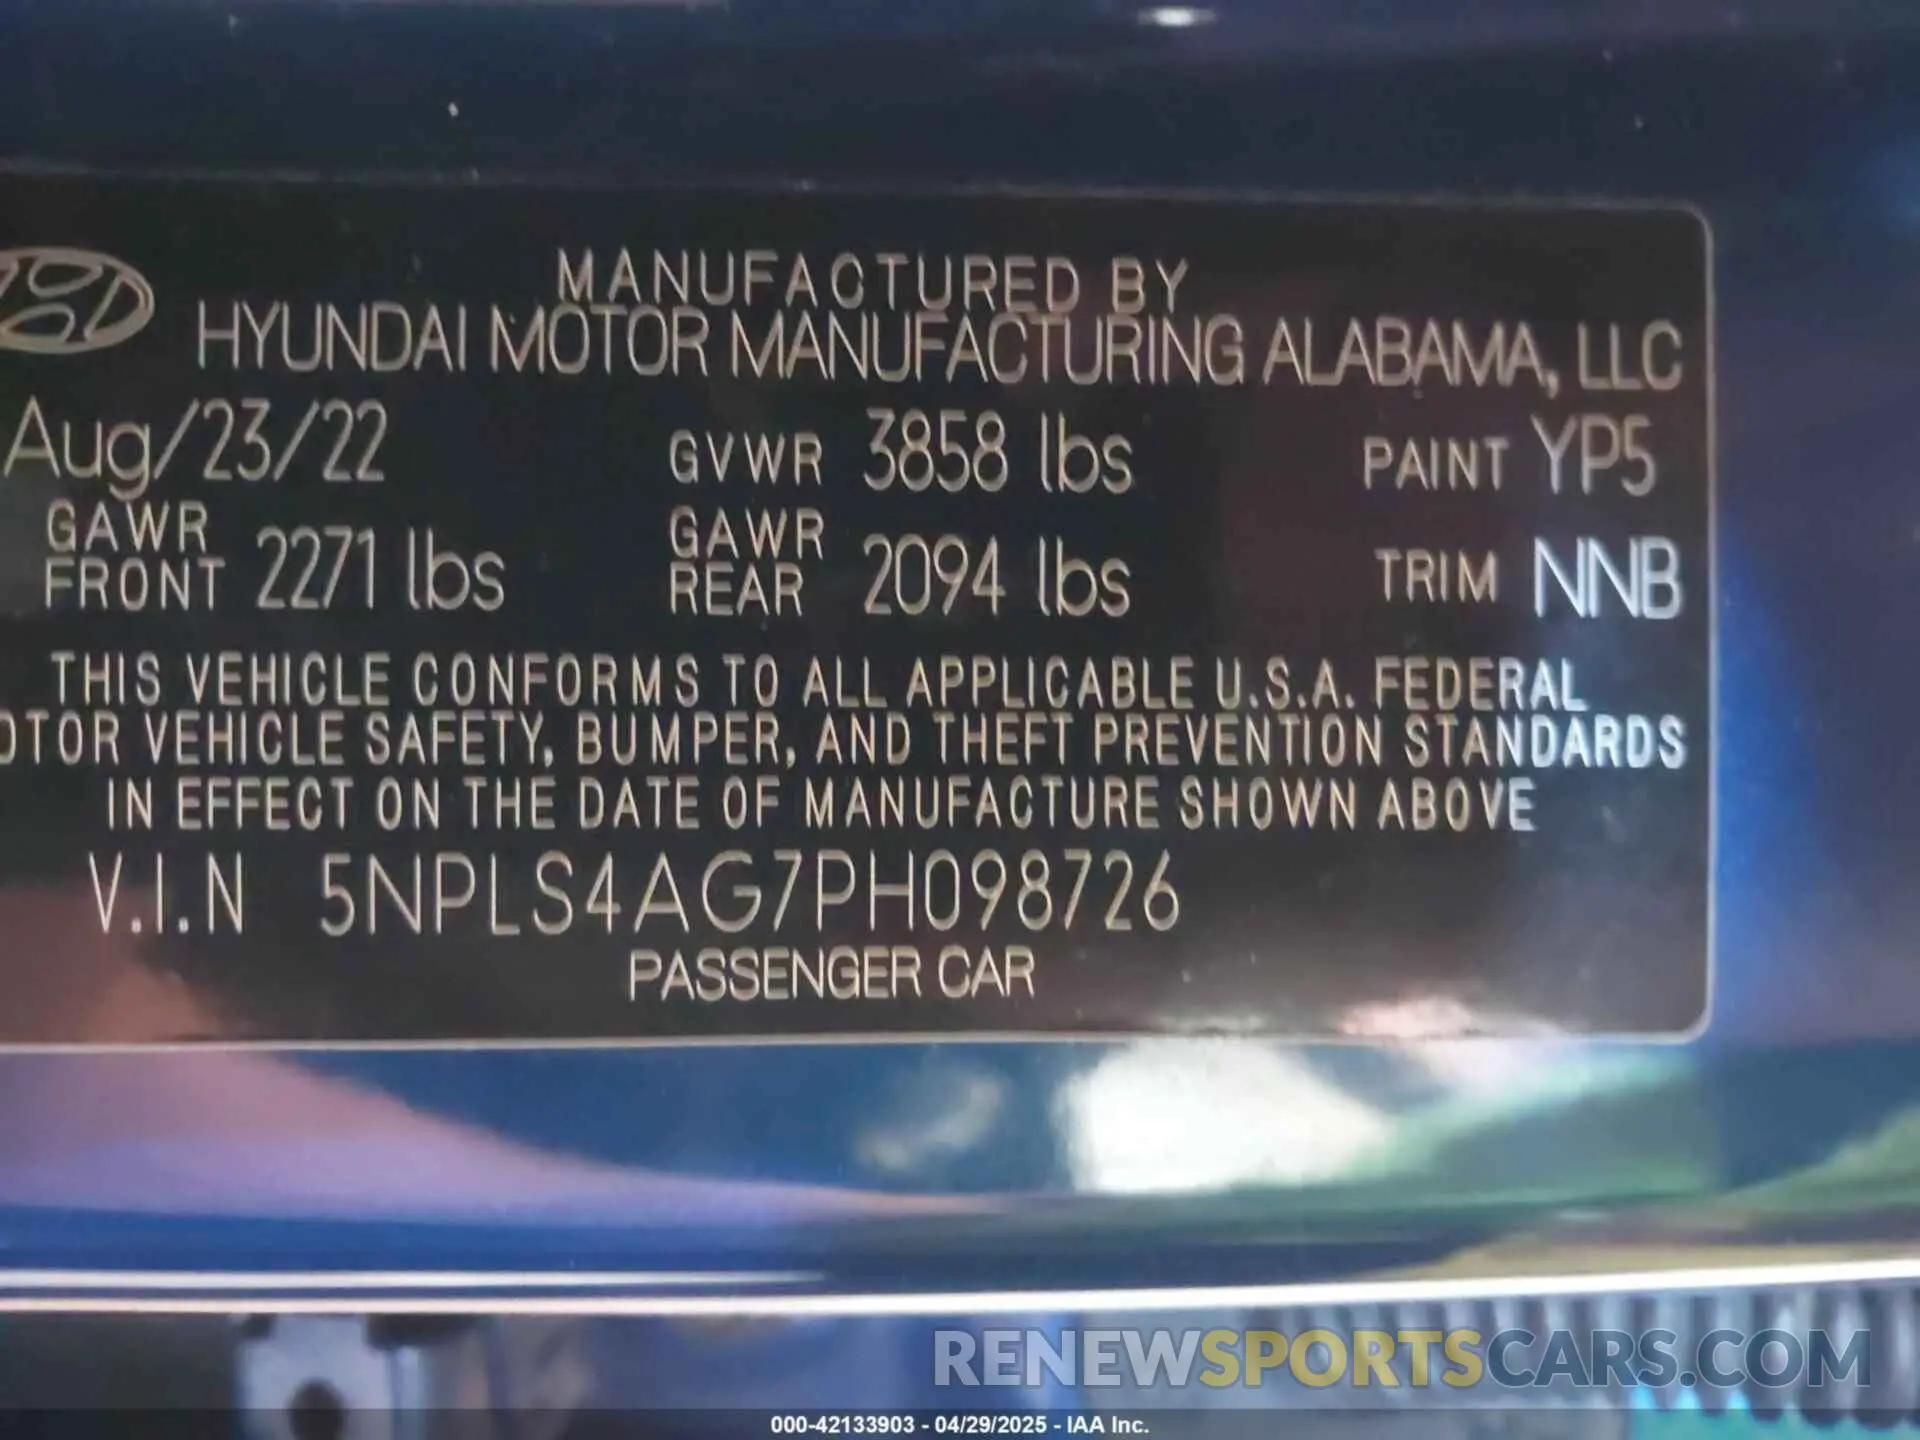 MANUFACTURED BY
HYUNDAI MOTOR MANUFACTURING ALABAMA, LLC
Aug/23/22 GVWR 3858 lbs PAINT YP5
GAWR FRONT 2271 lbs GAWR REAR 2094 lbs TRIM NNB
THIS VEHICLE CONFORMS TO ALL APPLICABLE U.S.A. FEDERAL
OTOR VEHICLE SAFETY, BUMPER, AND THEFT PREVENTION STANDARDS
IN EFFECT ON THE DATE OF MANUFACTURE SHOWN ABOVE
V.I.N 5NPLS4AG7PH098726
PASSENGER CAR
RENEWSPORTSCARS.COM
000-42133903 - 04/29/2025 - IAA Inc.